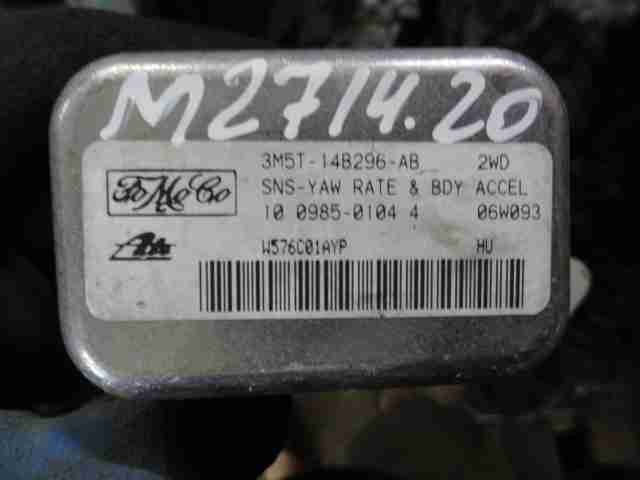 M2714.20
3M5T-14B296-AB 2WD
FoMoCo
SNS-YAW RATE & BDY ACCEL
10 0985-0104 4 06W093
Ate
W576C01AYP HU